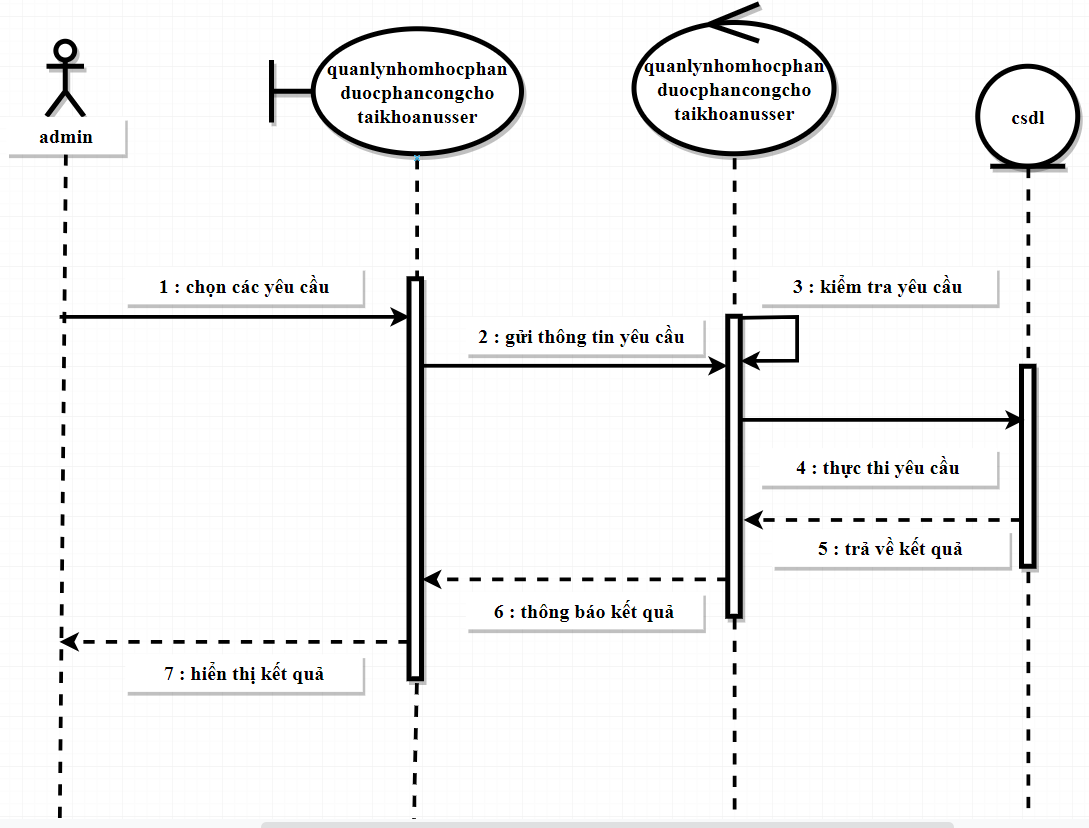 admin
quanlynhomhocphan
duocphancongcho
taikhoanusser
quanlynhomhocphan
duocphancongcho
taikhoanusser
csdl
1 : chọn các yêu cầu
2 : gửi thông tin yêu cầu
3 : kiểm tra yêu cầu
4 : thực thi yêu cầu
5 : trả về kết quả
6 : thông báo kết quả
7 : hiển thị kết quả